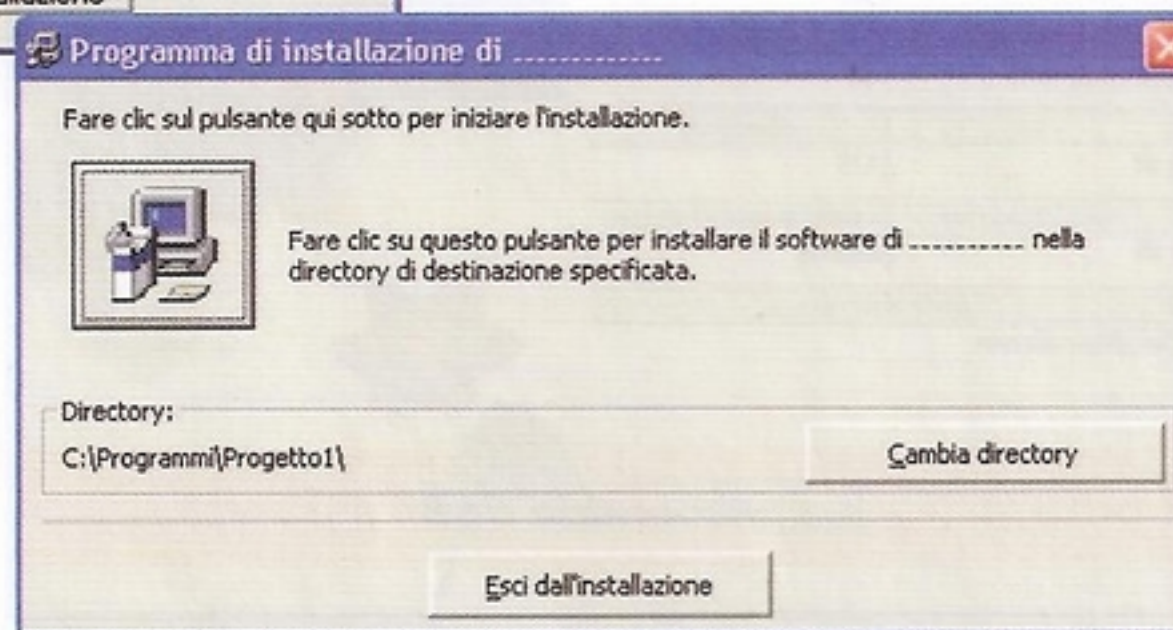 Programma di installazione di .............
Fare clic sul pulsante qui sotto per iniziare l'installazione.
Fare clic su questo pulsante per installare il software di .......... nella
directory di destinazione specificata.
Directory:
C:\Programmi\Progetto1\
Cambia directory
Esci dall'installazione